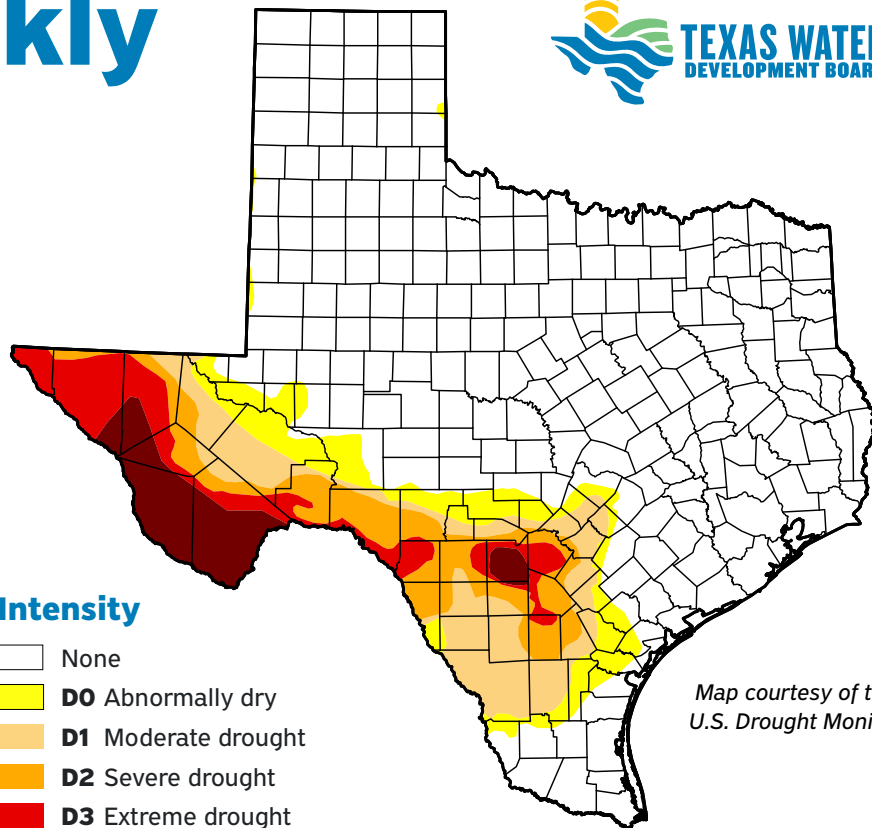 kly
TEXAS WATER
DEVELOPMENT BOAR
Intensity
None
D0 Abnormally dry
D1 Moderate drought
D2 Severe drought
D3 Extreme drought
Map courtesy of t
U.S. Drought Moni